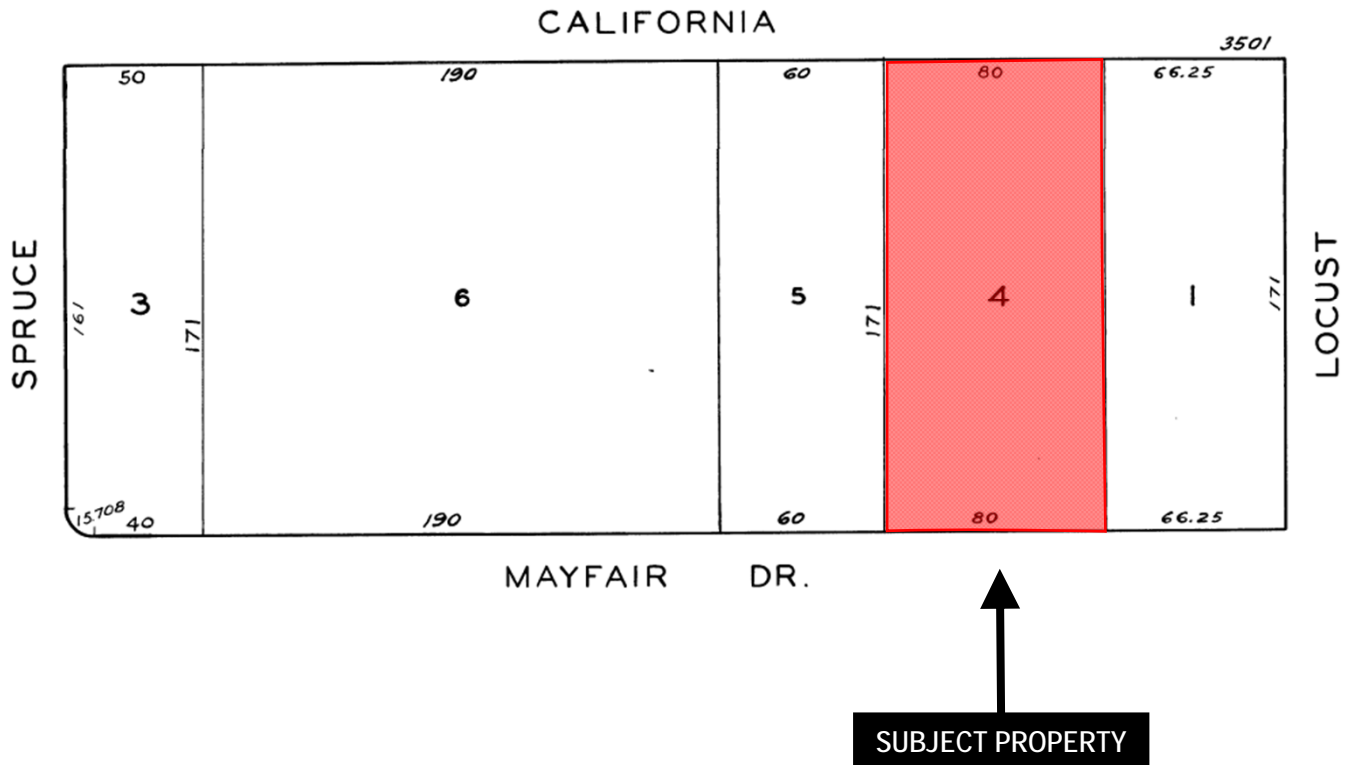 CALIFORNIA
3501
50 190 60 80 66.25
SPRUCE
161
3
171
6
5
171
4
1
171
LOCUST
15.708
40 190 60 80 66.25
MAYFAIR DR.
SUBJECT PROPERTY